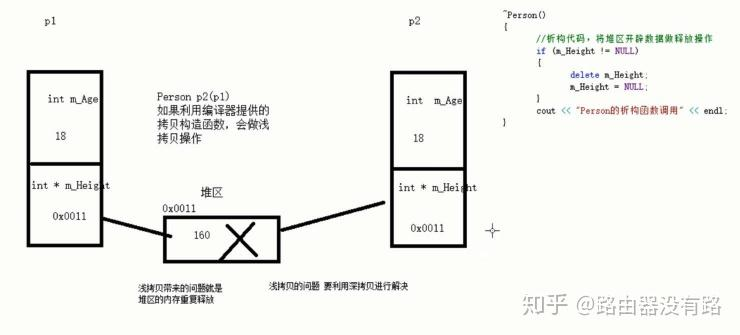 p1
p2
int m_Age
18
int * m_Height
0x0011
Person p2(p1)
如果利用编译器提供的
拷贝构造函数，会做浅
拷贝操作
堆区
0x0011
160
浅拷贝带来的问题就是
堆区的内存重复释放
浅拷贝的问题 要利用深拷贝进行解决
int m_Age
18
int * m_Height
0x0011
~Person()
{
//析构代码，将堆区开辟数据做释放操作
if (m_Height != NULL)
{
delete m_Height;
m_Height = NULL;
}
cout << "Person的析构函数调用" << endl;
}
知乎 @路由器没有路